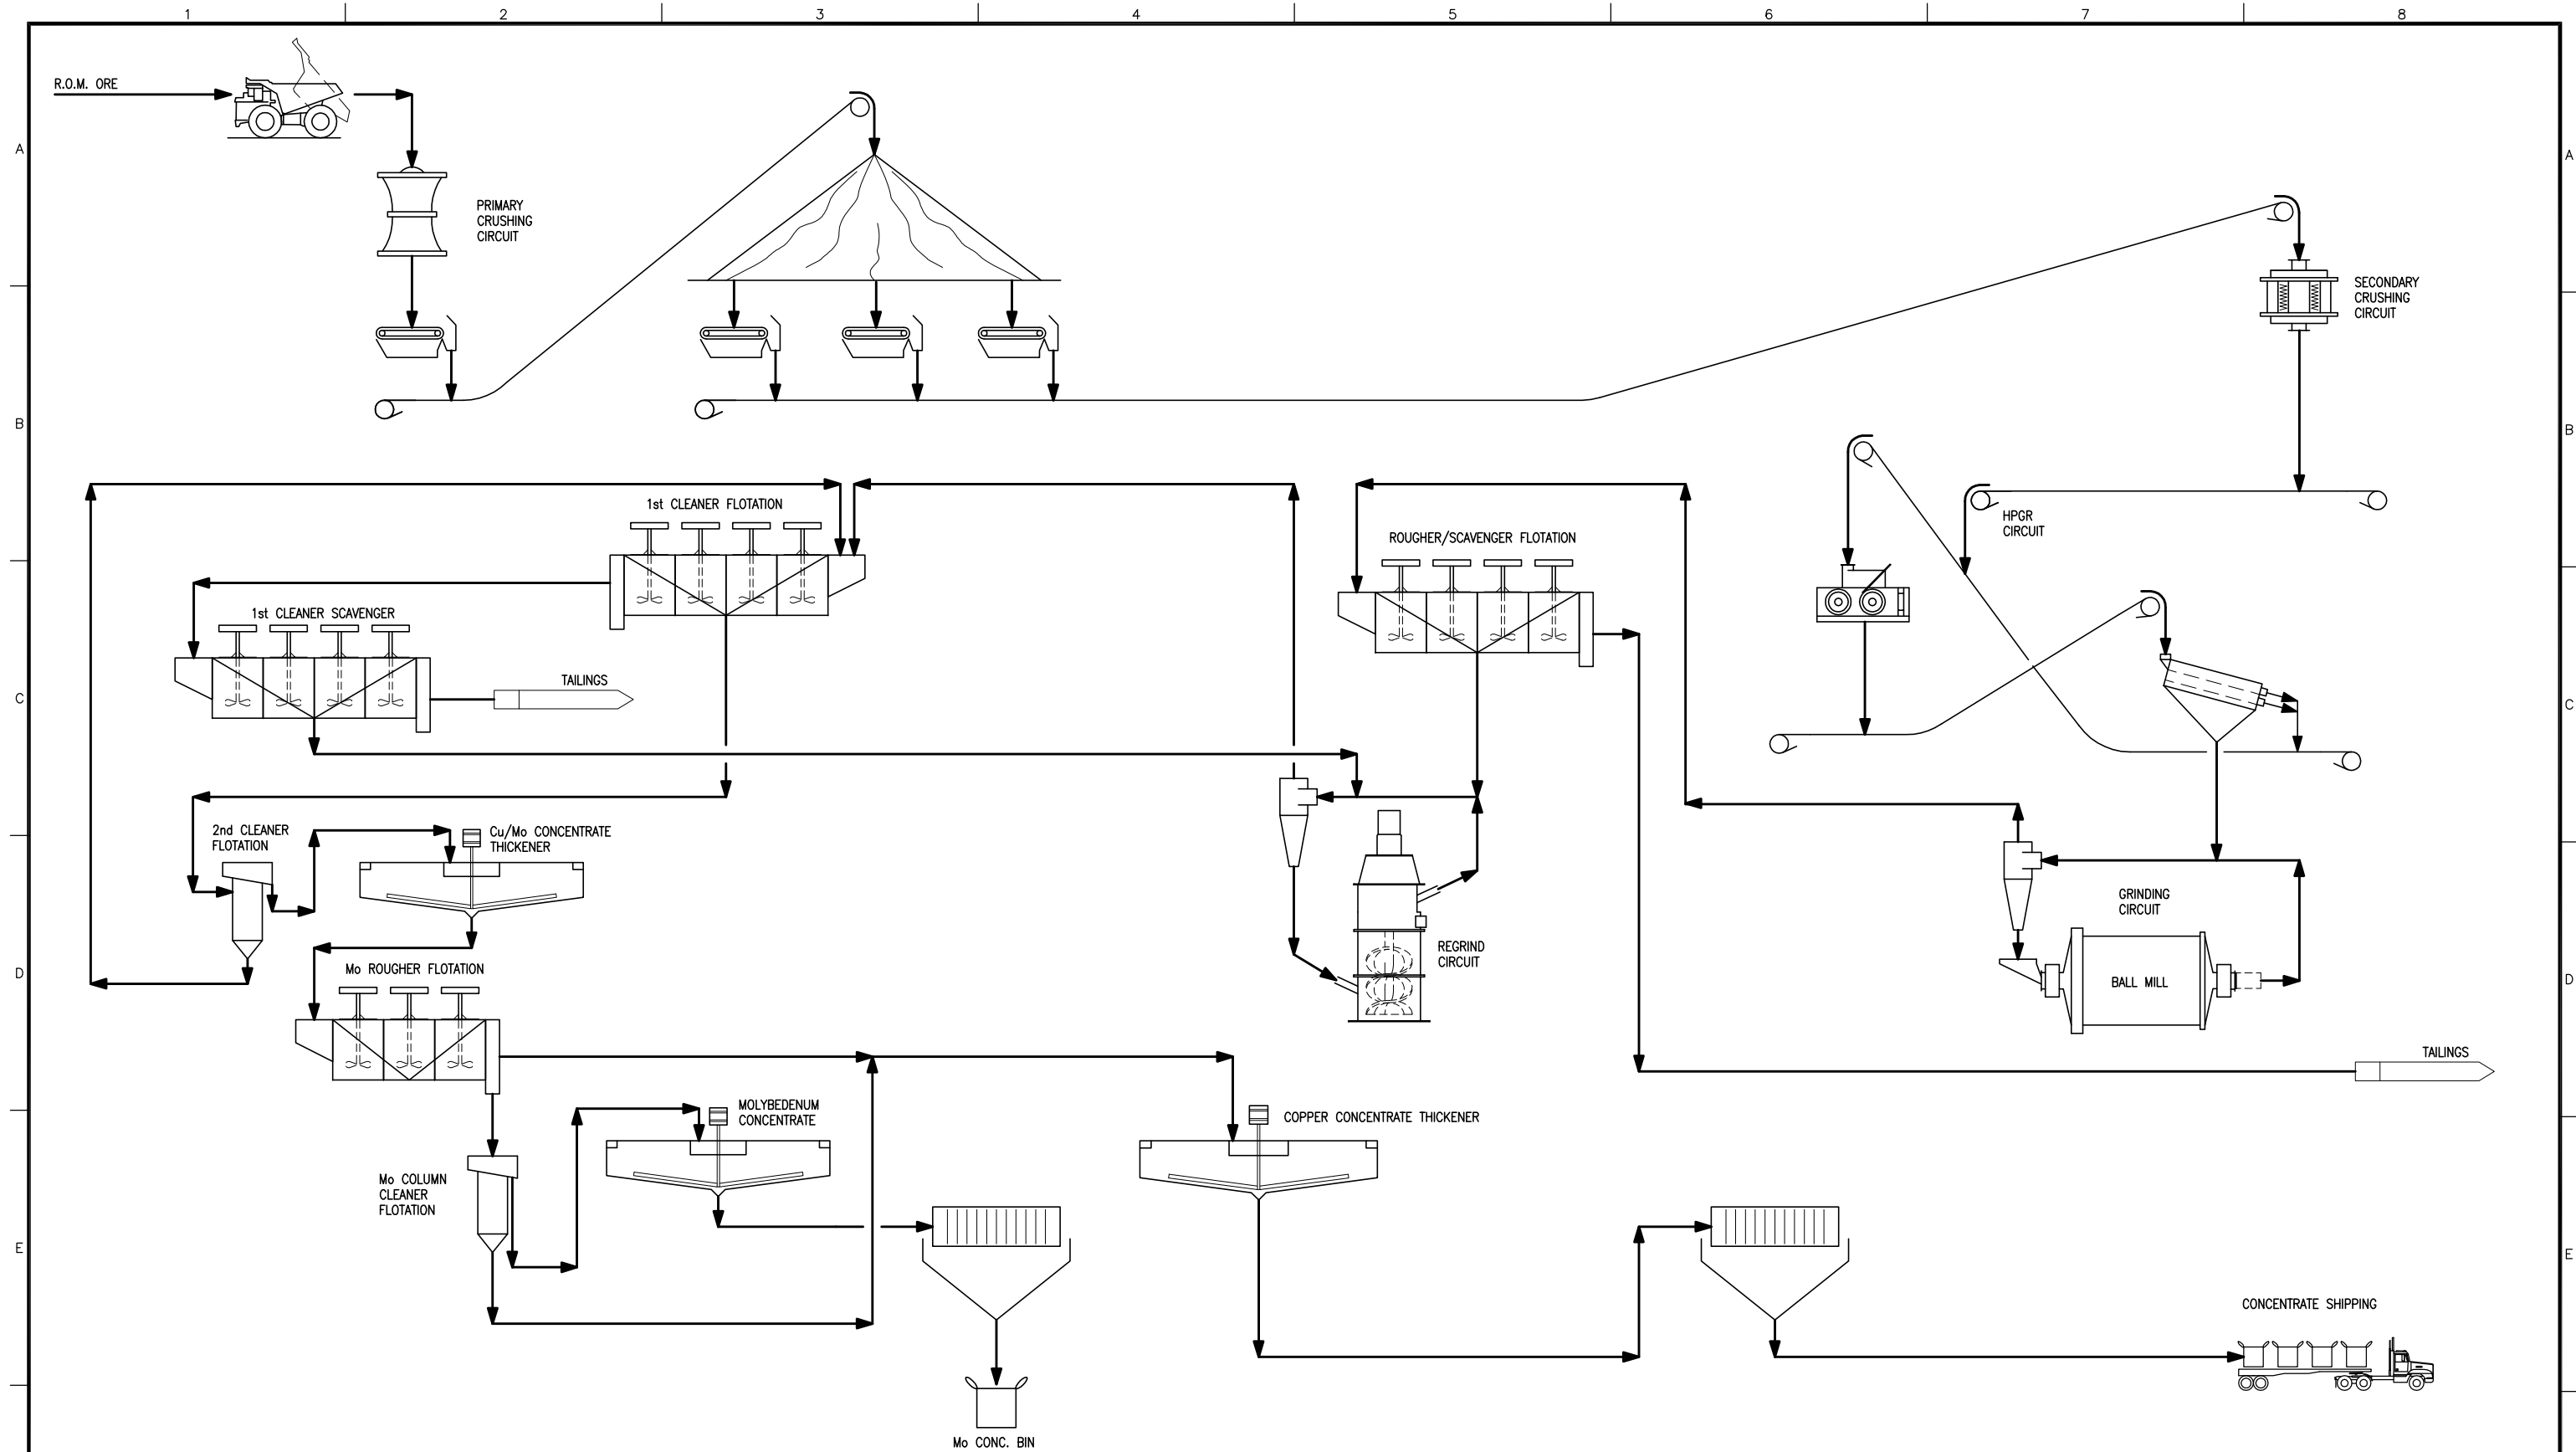 1 2 3 4 5 6 7 8
R.O.M. ORE
A
A
PRIMARY
CRUSHING
CIRCUIT
SECONDARY
CRUSHING
CIRCUIT
B
B
1st CLEANER FLOTATION
HPGR
CIRCUIT
ROUGHER/SCAVENGER FLOTATION
1st CLEANER SCAVENGER
TAILINGS
C
C
2nd CLEANER
FLOTATION
Cu/Mo CONCENTRATE
THICKENER
GRINDING
CIRCUIT
REGRIND
CIRCUIT
Mo ROUGHER FLOTATION
D
D
BALL MILL
TAILINGS
MOLYBEDENUM
CONCENTRATE
COPPER CONCENTRATE THICKENER
Mo COLUMN
CLEANER
FLOTATION
E
E
CONCENTRATE SHIPPING
Mo CONC. BIN